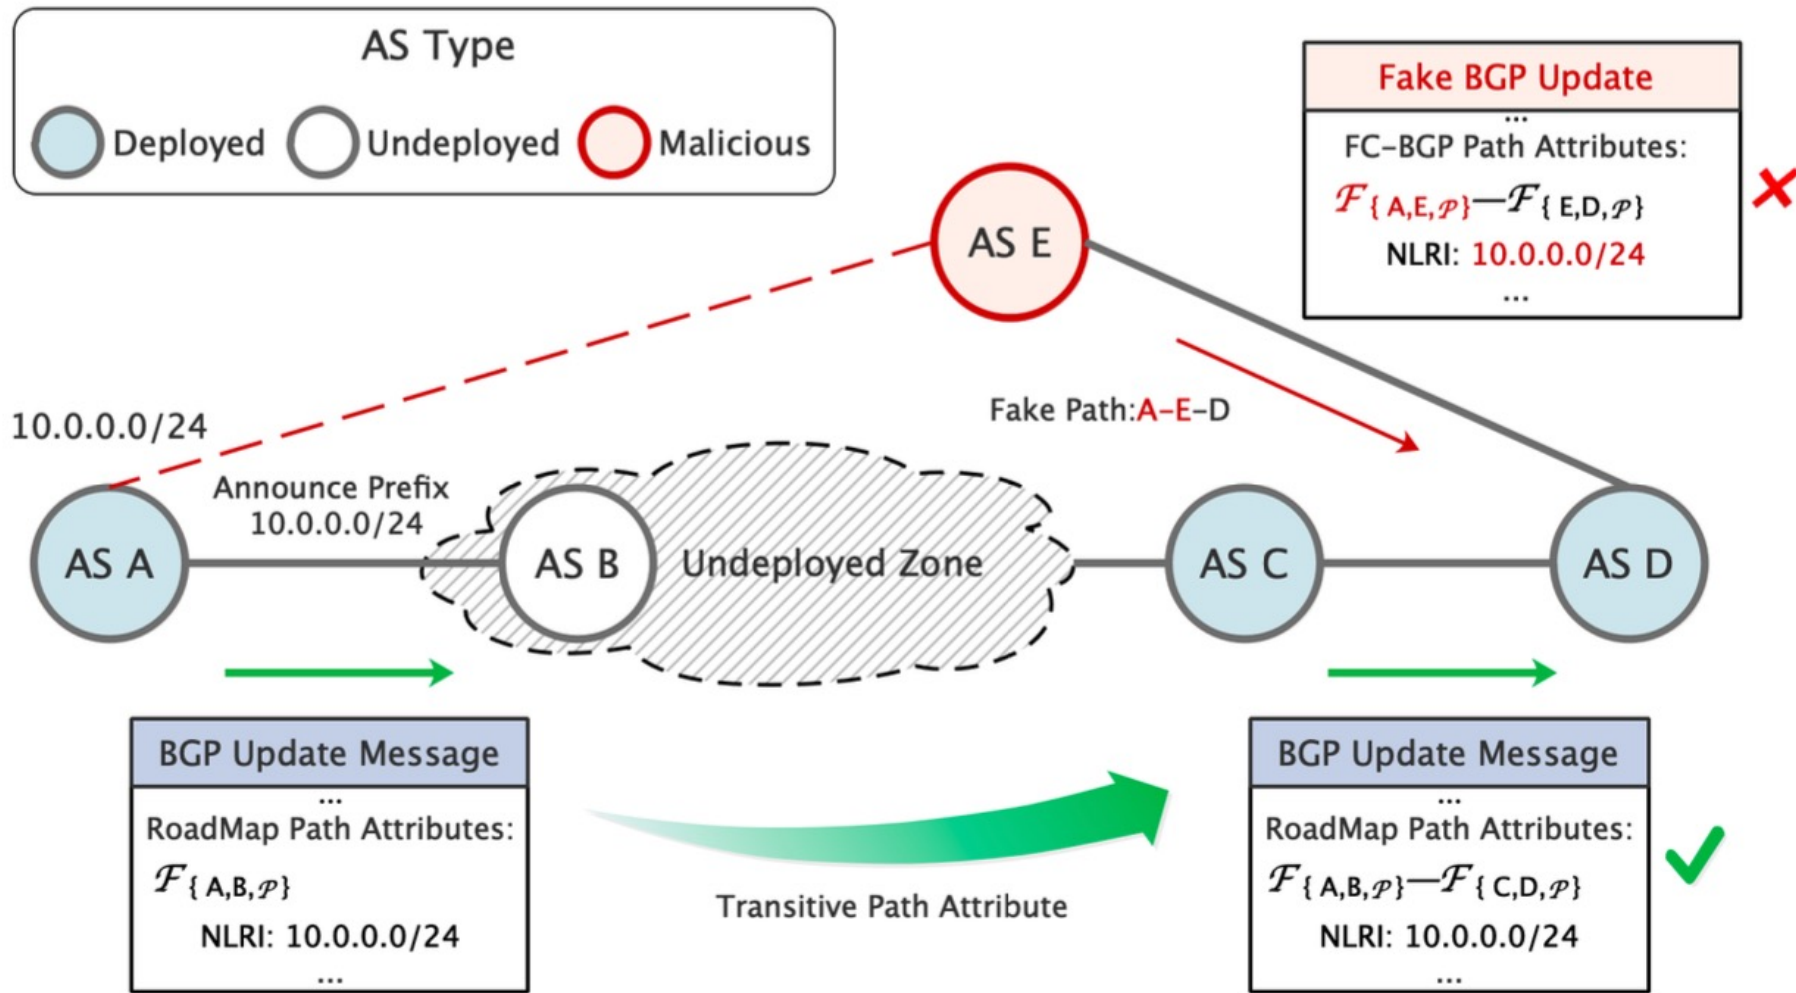 AS Type
Deployed
Undeployed
Malicious
Fake BGP Update
...
FC-BGP Path Attributes:
ℱ{ A,E,𝒫}—ℱ{ E,D,𝒫}
NLRI: 10.0.0.0/24
...
AS E
Fake Path:A-E-D
10.0.0.0/24
Announce Prefix
10.0.0.0/24
AS A
AS B
Undeployed Zone
AS C
AS D
BGP Update Message
...
RoadMap Path Attributes:
ℱ{ A,B,𝒫}
NLRI: 10.0.0.0/24
...
Transitive Path Attribute
BGP Update Message
...
RoadMap Path Attributes:
ℱ{ A,B,𝒫}—ℱ{ C,D,𝒫}
NLRI: 10.0.0.0/24
...